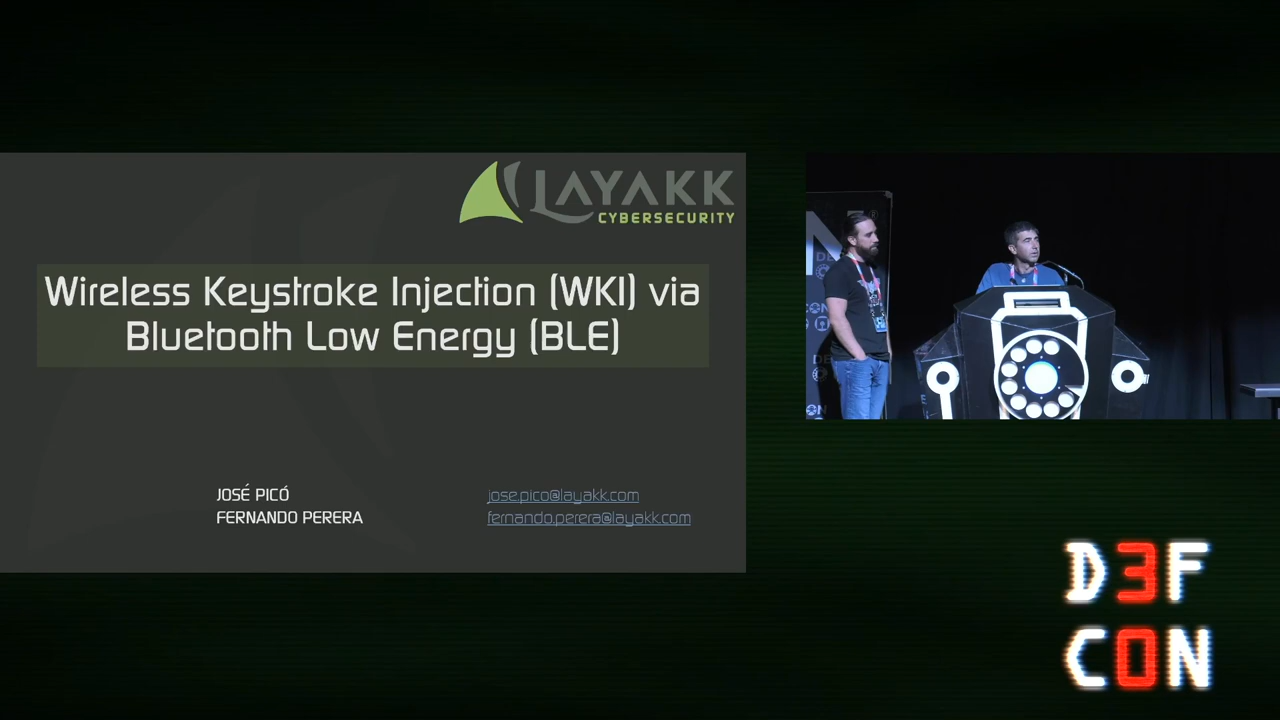 LAYAKK
CYBERSECURITY
Wireless Keystroke Injection (WKI) via
Bluetooth Low Energy (BLE)
JOSÉ PICÓ jose.pico@layakk.com
FERNANDO PERERA fernando.perera@layakk.com
D3F
C0N